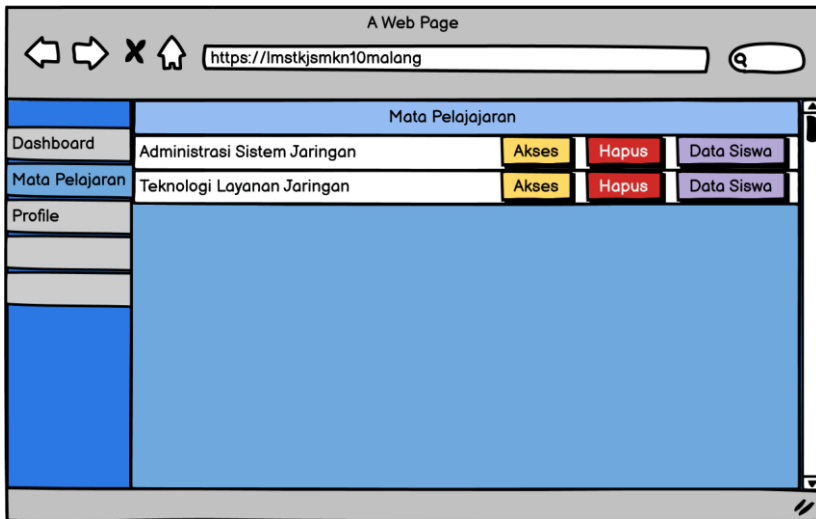 A Web Page
https://lmstkjsmkn10malang
Mata Pelajajaran
Dashboard
Administrasi Sistem Jaringan Akses Hapus Data Siswa
Mata Pelajaran
Teknologi Layanan Jaringan Akses Hapus Data Siswa
Profile